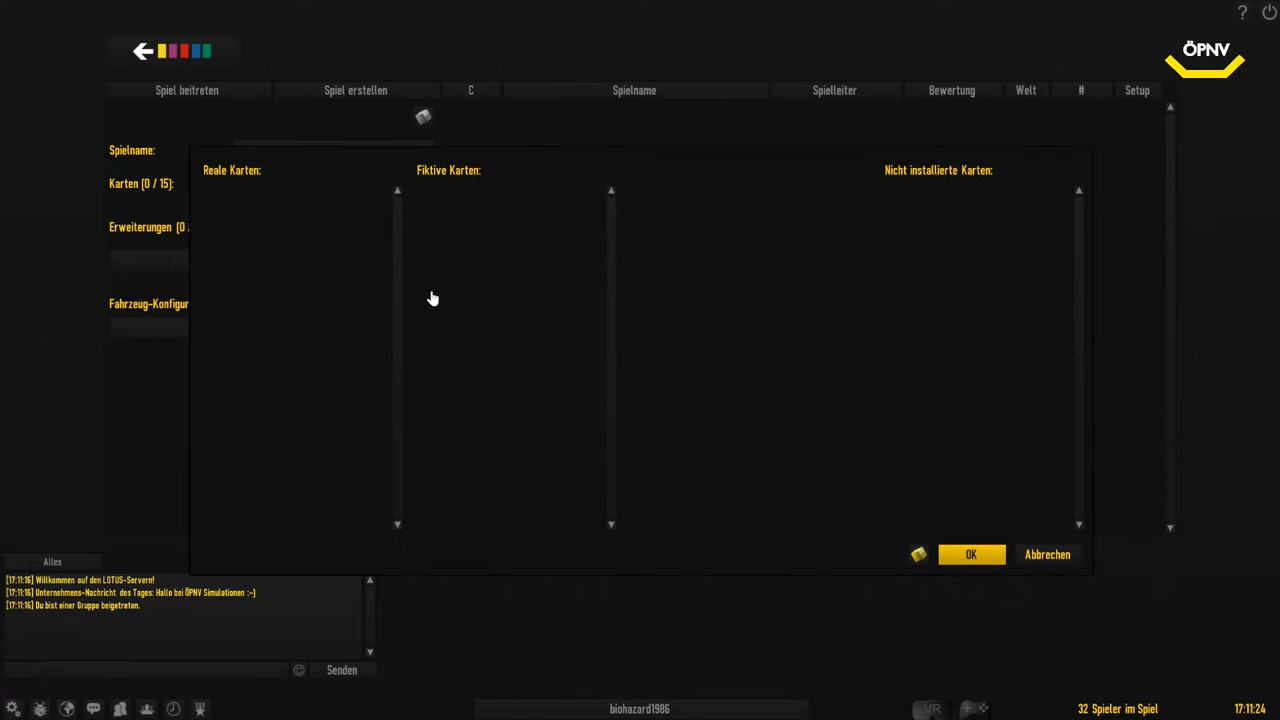 ?
ÖPNV
Spiel beitreten Spiel erstellen C Spielname Spielleiter Bewertung Welt # Setup
Spielname:
Reale Karten: Fiktive Karten: Nicht installierte Karten:
Karten (0 / 15):
Erweiterungen (0 /
Fahrzeug-Konfigur
OK Abbrechen
Alles
[17:11:16] Willkommen auf den LOTUS-Servern!
[17:11:16] Unternehmens-Nachricht des Tages: Hallo bei ÖPNV Simulationen :-)
[17:11:16] Du bist einer Gruppe beigetreten.
Senden
biohazard1986 VR 32 Spieler im Spiel 17:11:24